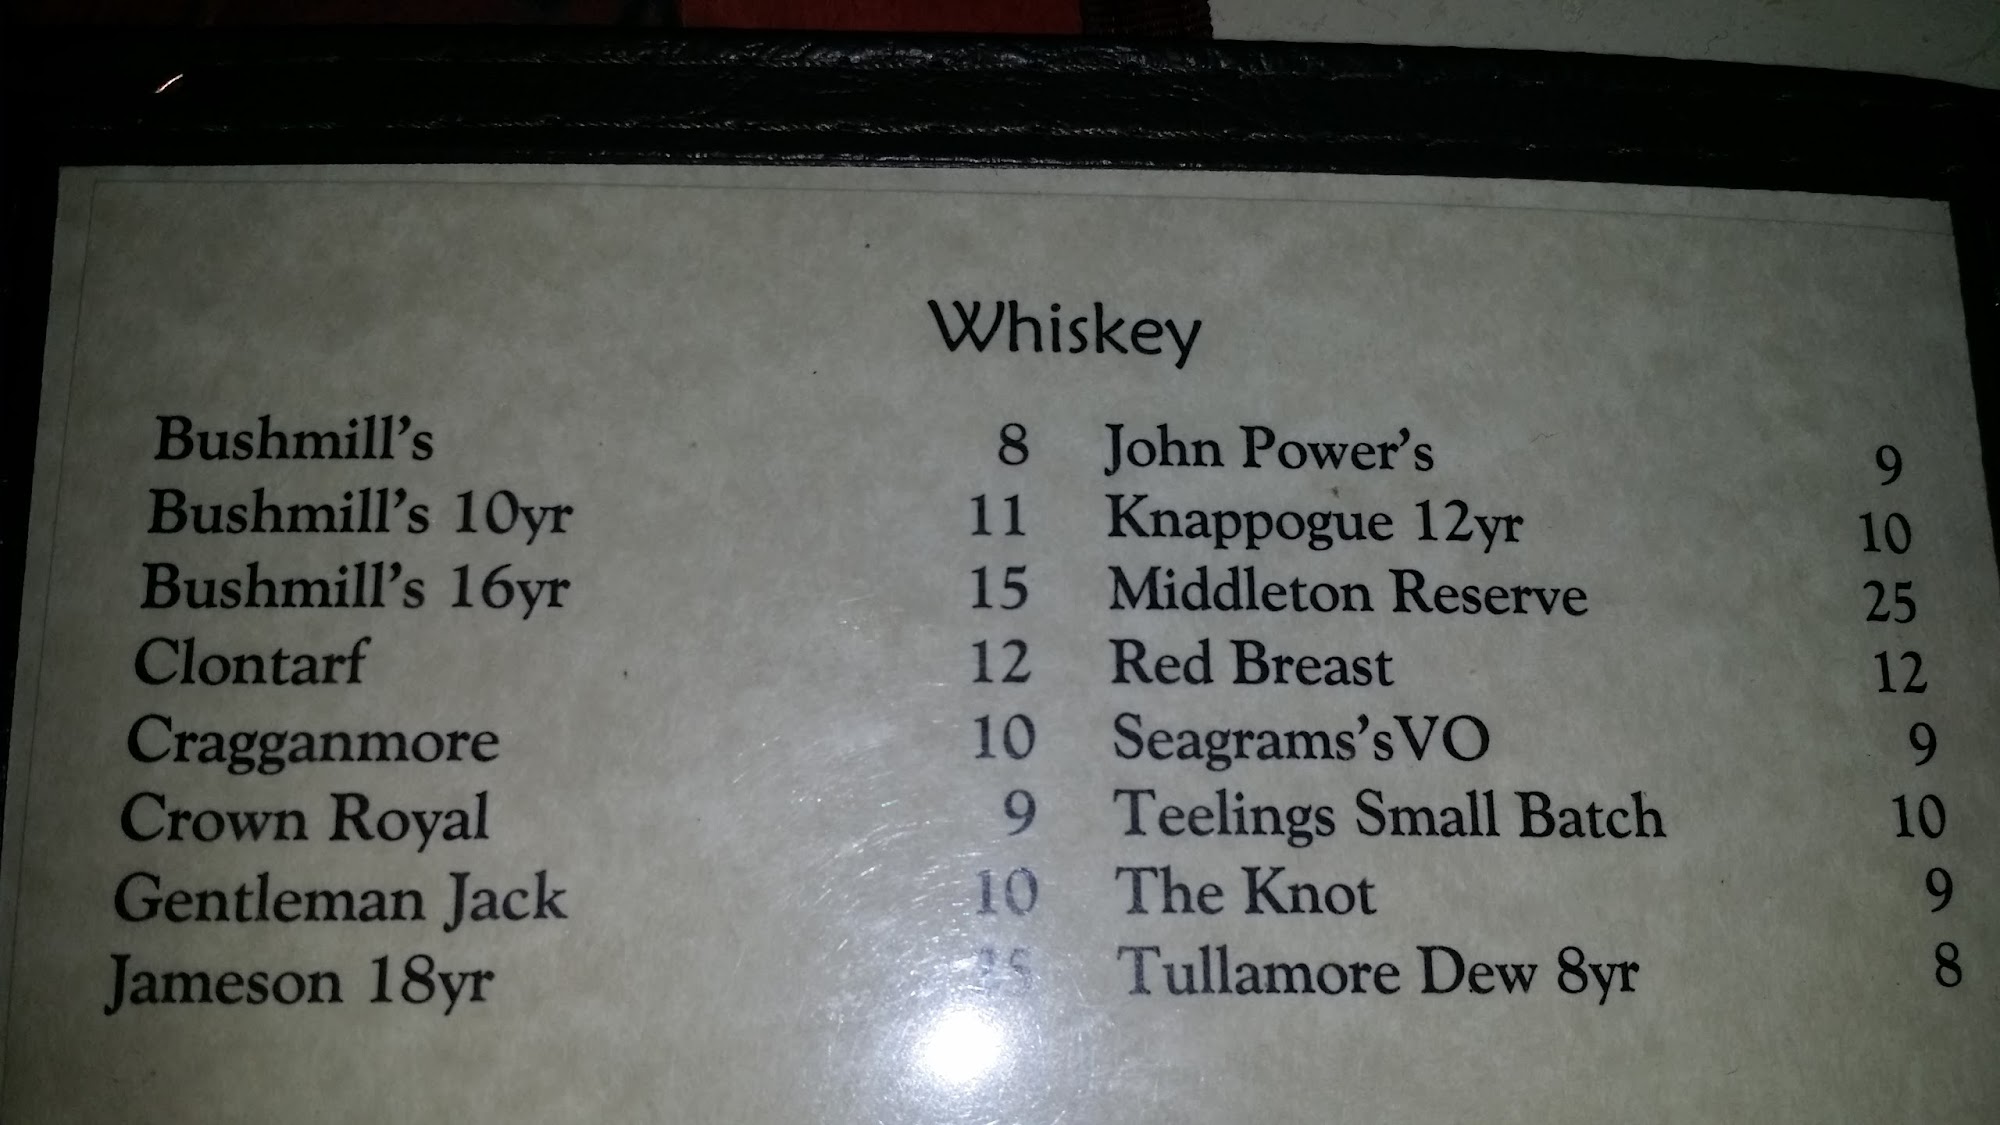 Whiskey
Bushmill's 8
Bushmill's 10yr 11
Bushmill's 16yr 15
Clontarf 12
Cragganmore 10
Crown Royal 9
Gentleman Jack 10
Jameson 18yr
John Power's 9
Knappogue 12yr 10
Middleton Reserve 25
Red Breast 12
Seagrams'sVO 9
Teelings Small Batch 10
The Knot 9
Tullamore Dew 8yr 8